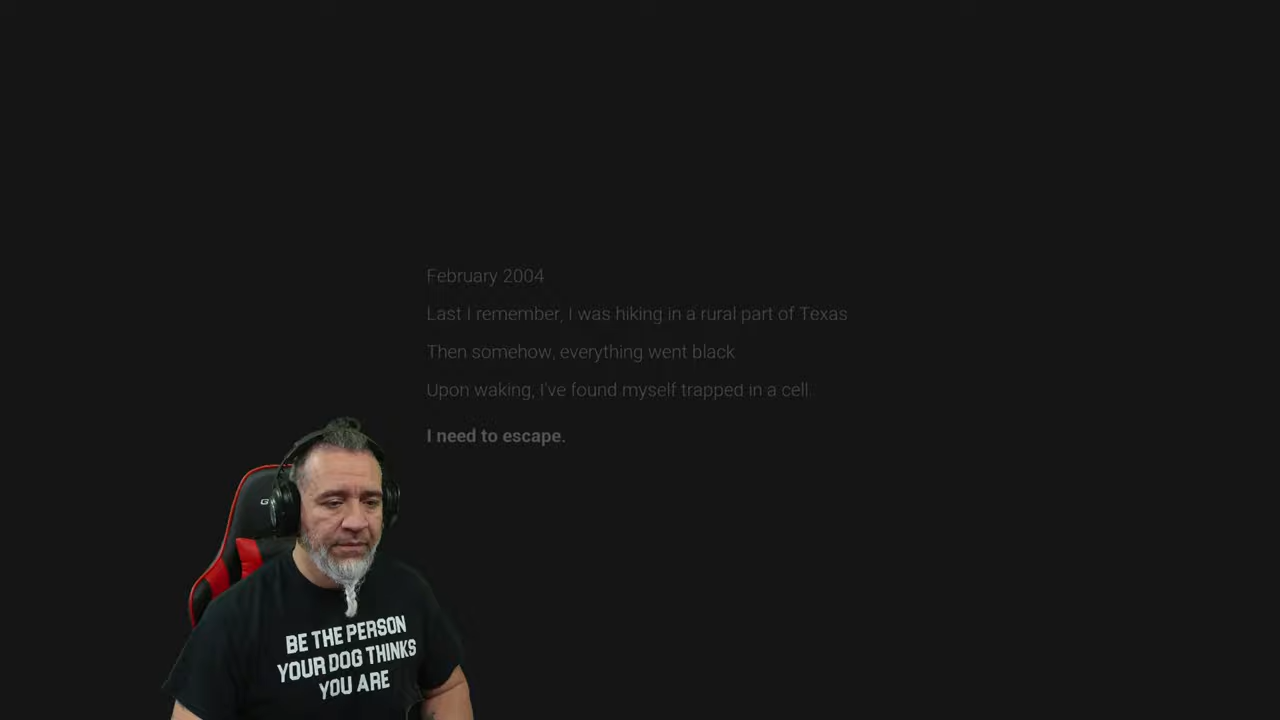 February 2004
Last I remember, I was hiking in a rural part of Texas
Then somehow, everything went black
Upon waking, I've found myself trapped in a cell.
I need to escape.
BE THE PERSON
YOUR DOG THINKS
YOU ARE